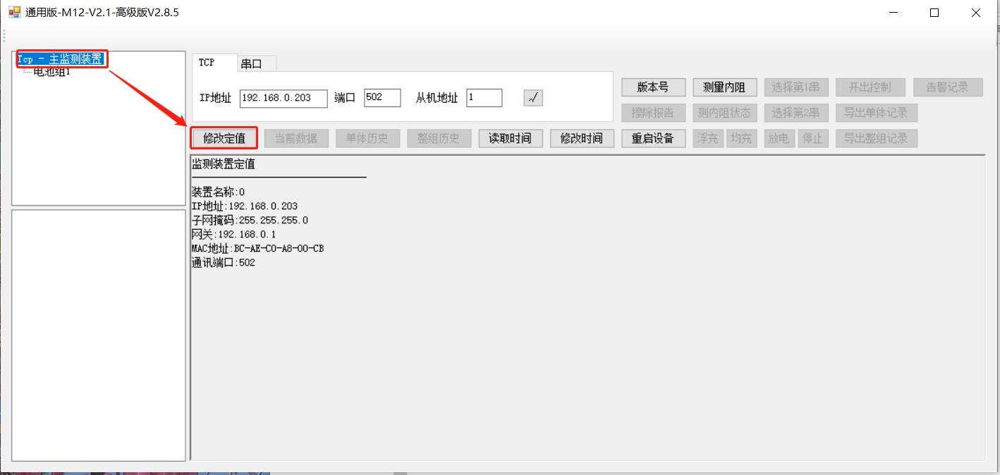 通用版-M12-V2.1-高级版V2.8.5
Tcp - 主监测装置
电池组1
TCP 串口
IP地址 192.168.0.203 端口 502 从机地址 1 √
版本号 测量内阻 选择第1串 开出控制 告警记录
擦除报告 测内阻状态 选择第2串 导出单体记录
修改定值 当前数据 单体历史 整组历史 读取时间 修改时间 重启设备 浮充 均充 放电 停止 导出整组记录
监测装置定值
装置名称:0
IP地址:192.168.0.203
子网掩码:255.255.255.0
网关:192.168.0.1
MAC地址:BC-AE-C0-A8-00-CB
通讯端口:502